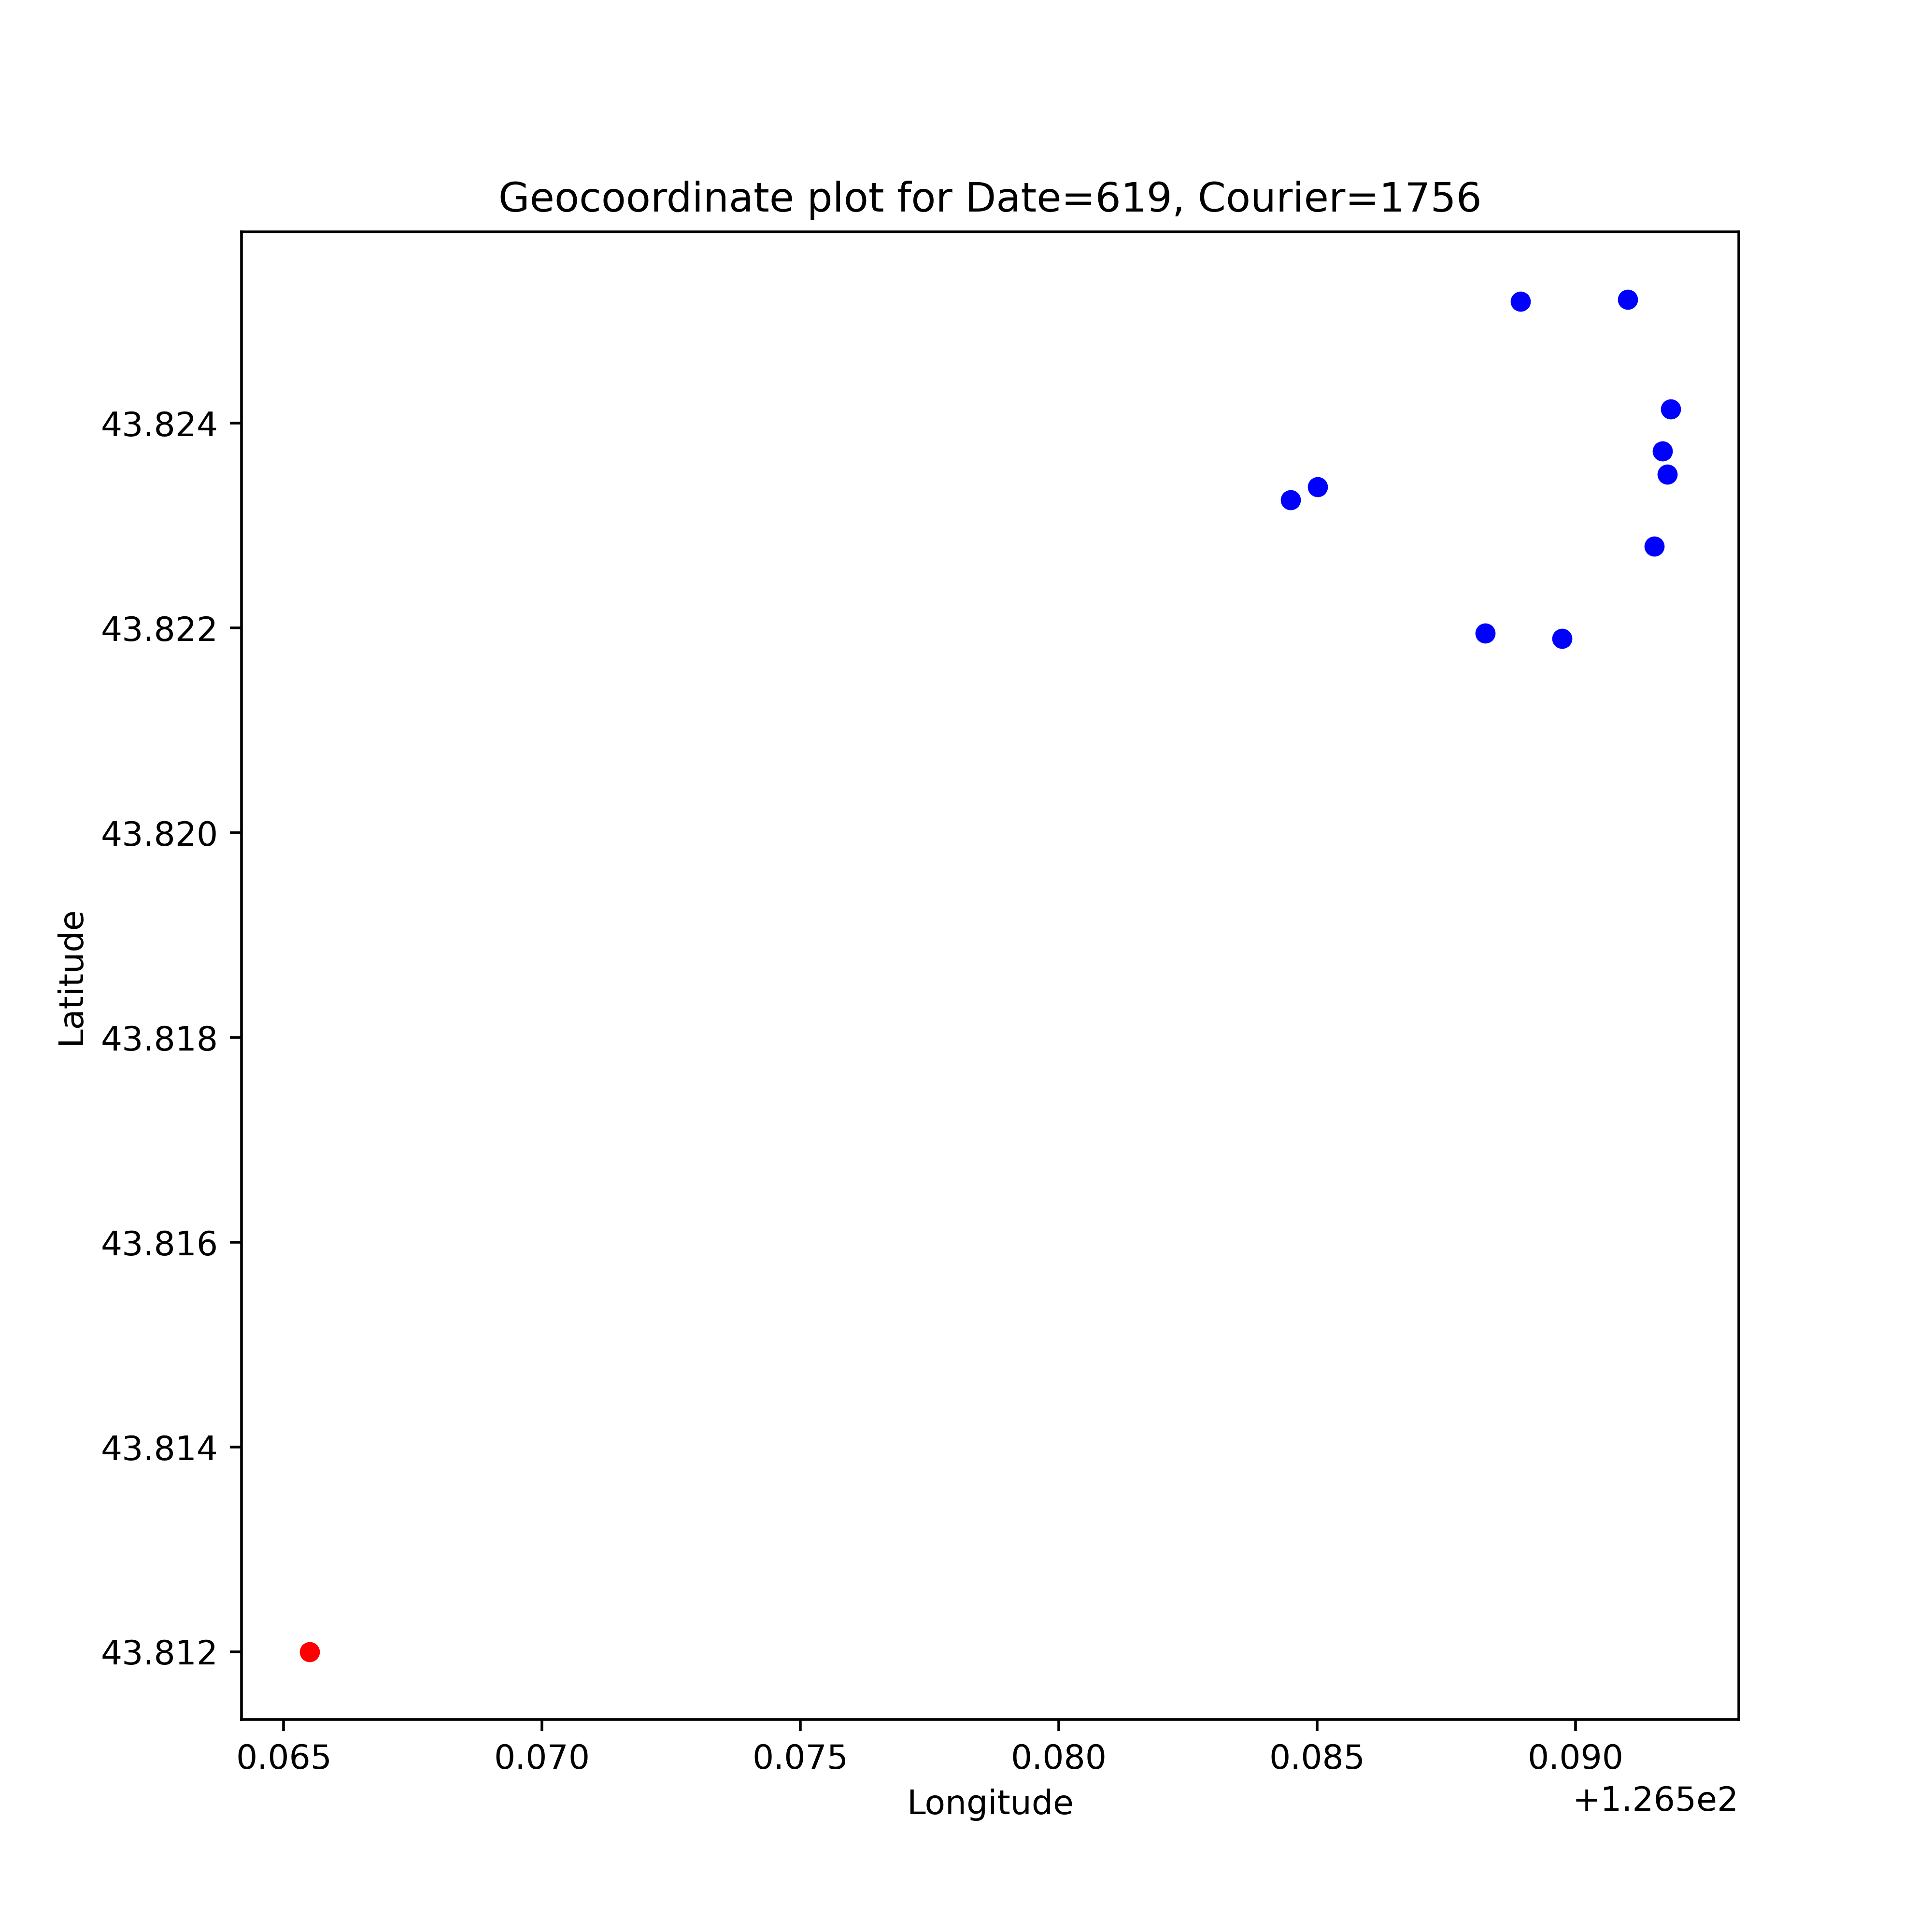 Geocoordinate plot for Date=619, Courier=1756
43.824
43.822
43.820
43.818
43.816
43.814
43.812
Latitude
0.065 0.070 0.075 0.080 0.085 0.090
+1.265e2
Longitude